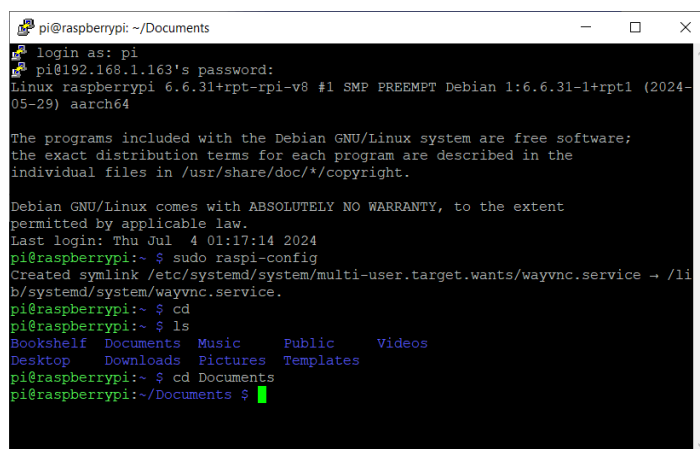 pi@raspberrypi: ~/Documents
login as: pi
pi@192.168.1.163's password:
Linux raspberrypi 6.6.31+rpt-rpi-v8 #1 SMP PREEMPT Debian 1:6.6.31-1+rpt1 (2024-
05-29) aarch64
The programs included with the Debian GNU/Linux system are free software;
the exact distribution terms for each program are described in the
individual files in /usr/share/doc/*/copyright.
Debian GNU/Linux comes with ABSOLUTELY NO WARRANTY, to the extent
permitted by applicable law.
Last login: Thu Jul  4 01:17:14 2024
pi@raspberrypi:~ $ sudo raspi-config
Created symlink /etc/systemd/system/multi-user.target.wants/wayvnc.service → /li
b/systemd/system/wayvnc.service.
pi@raspberrypi:~ $ cd
pi@raspberrypi:~ $ ls
Bookshelf  Documents  Music     Public     Videos
Desktop    Downloads  Pictures  Templates
pi@raspberrypi:~ $ cd Documents
pi@raspberrypi:~/Documents $